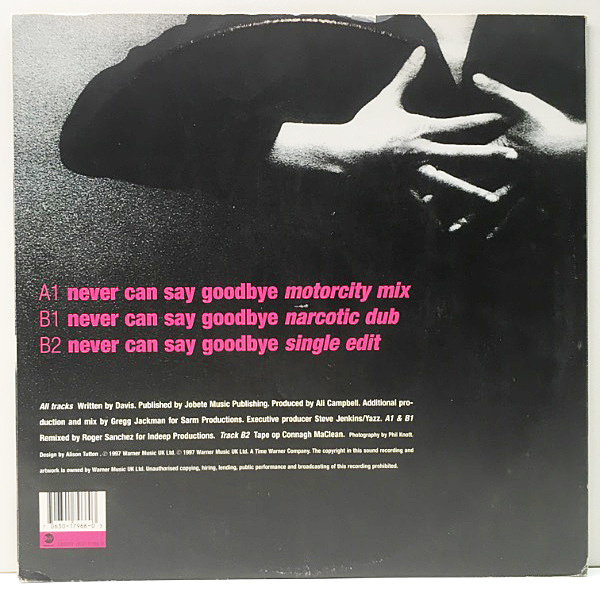 A1 never can say goodbye motorcity mix
B1 never can say goodbye narcotic dub
B2 never can say goodbye single edit
All tracks Written by Davis. Published by Jobete Music Publishing. Produced by Ali Campbell. Additional pro-
duction and mix by Gregg Jackman for Sarm Productions. Executive producer Steve Jenkins/Yazz. A1 & B1
Remixed by Roger Sanchez for Indeep Productions. Track B2 Tape op Connagh MaClean. Photography by Phil Knott.
Design by Alison Tutton . ℗ 1997 Warner Music UK Ltd. © 1997 Warner Music UK Ltd. A Time Warner Company. The copyright in this sound recording and
artwork is owned by Warner Music UK Ltd. Unauthorised copying, hiring, lending, public performance and broadcasting of this recording prohibited.
0630-17966-0